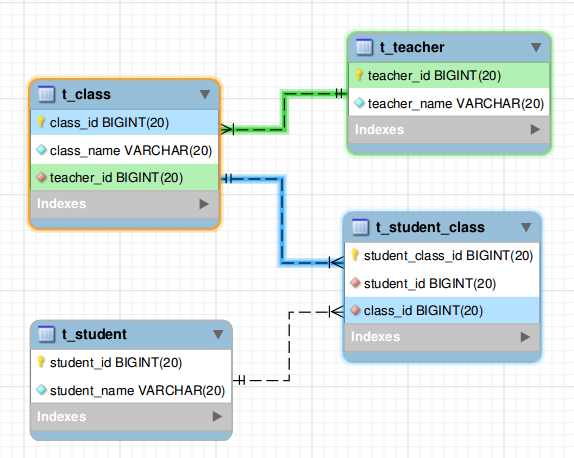 t_teacher
teacher_id BIGINT(20)
teacher_name VARCHAR(20)
Indexes
t_class
class_id BIGINT(20)
class_name VARCHAR(20)
teacher_id BIGINT(20)
Indexes
t_student_class
student_class_id BIGINT(20)
student_id BIGINT(20)
class_id BIGINT(20)
Indexes
t_student
student_id BIGINT(20)
student_name VARCHAR(20)
Indexes